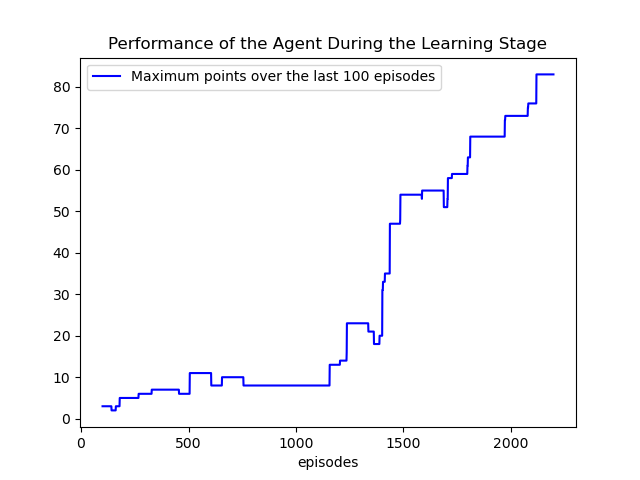 Performance of the Agent During the Learning Stage
Maximum points over the last 100 episodes
80
70
60
50
40
30
20
10
0
0 500 1000 1500 2000
episodes